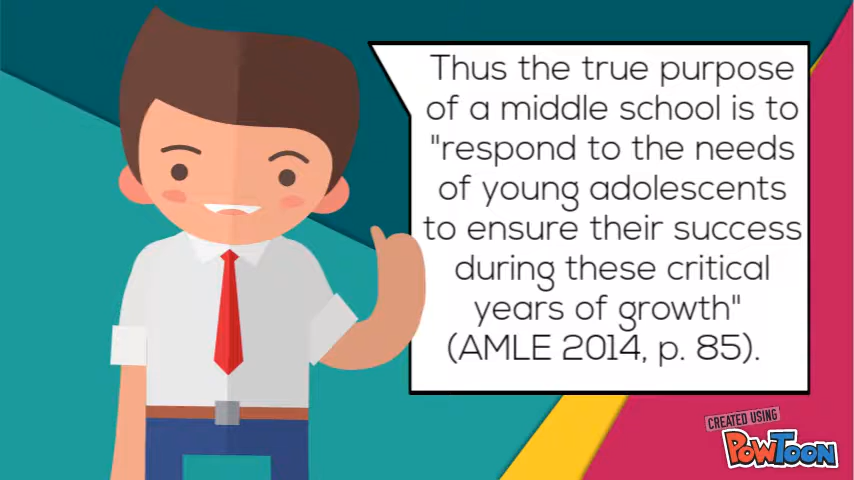 Thus the true purpose
of a middle school is to
"respond to the needs
of young adolescents
to ensure their success
during these critical
years of growth"
(AMLE 2014, p. 85).
CREATED USING
POWTOON